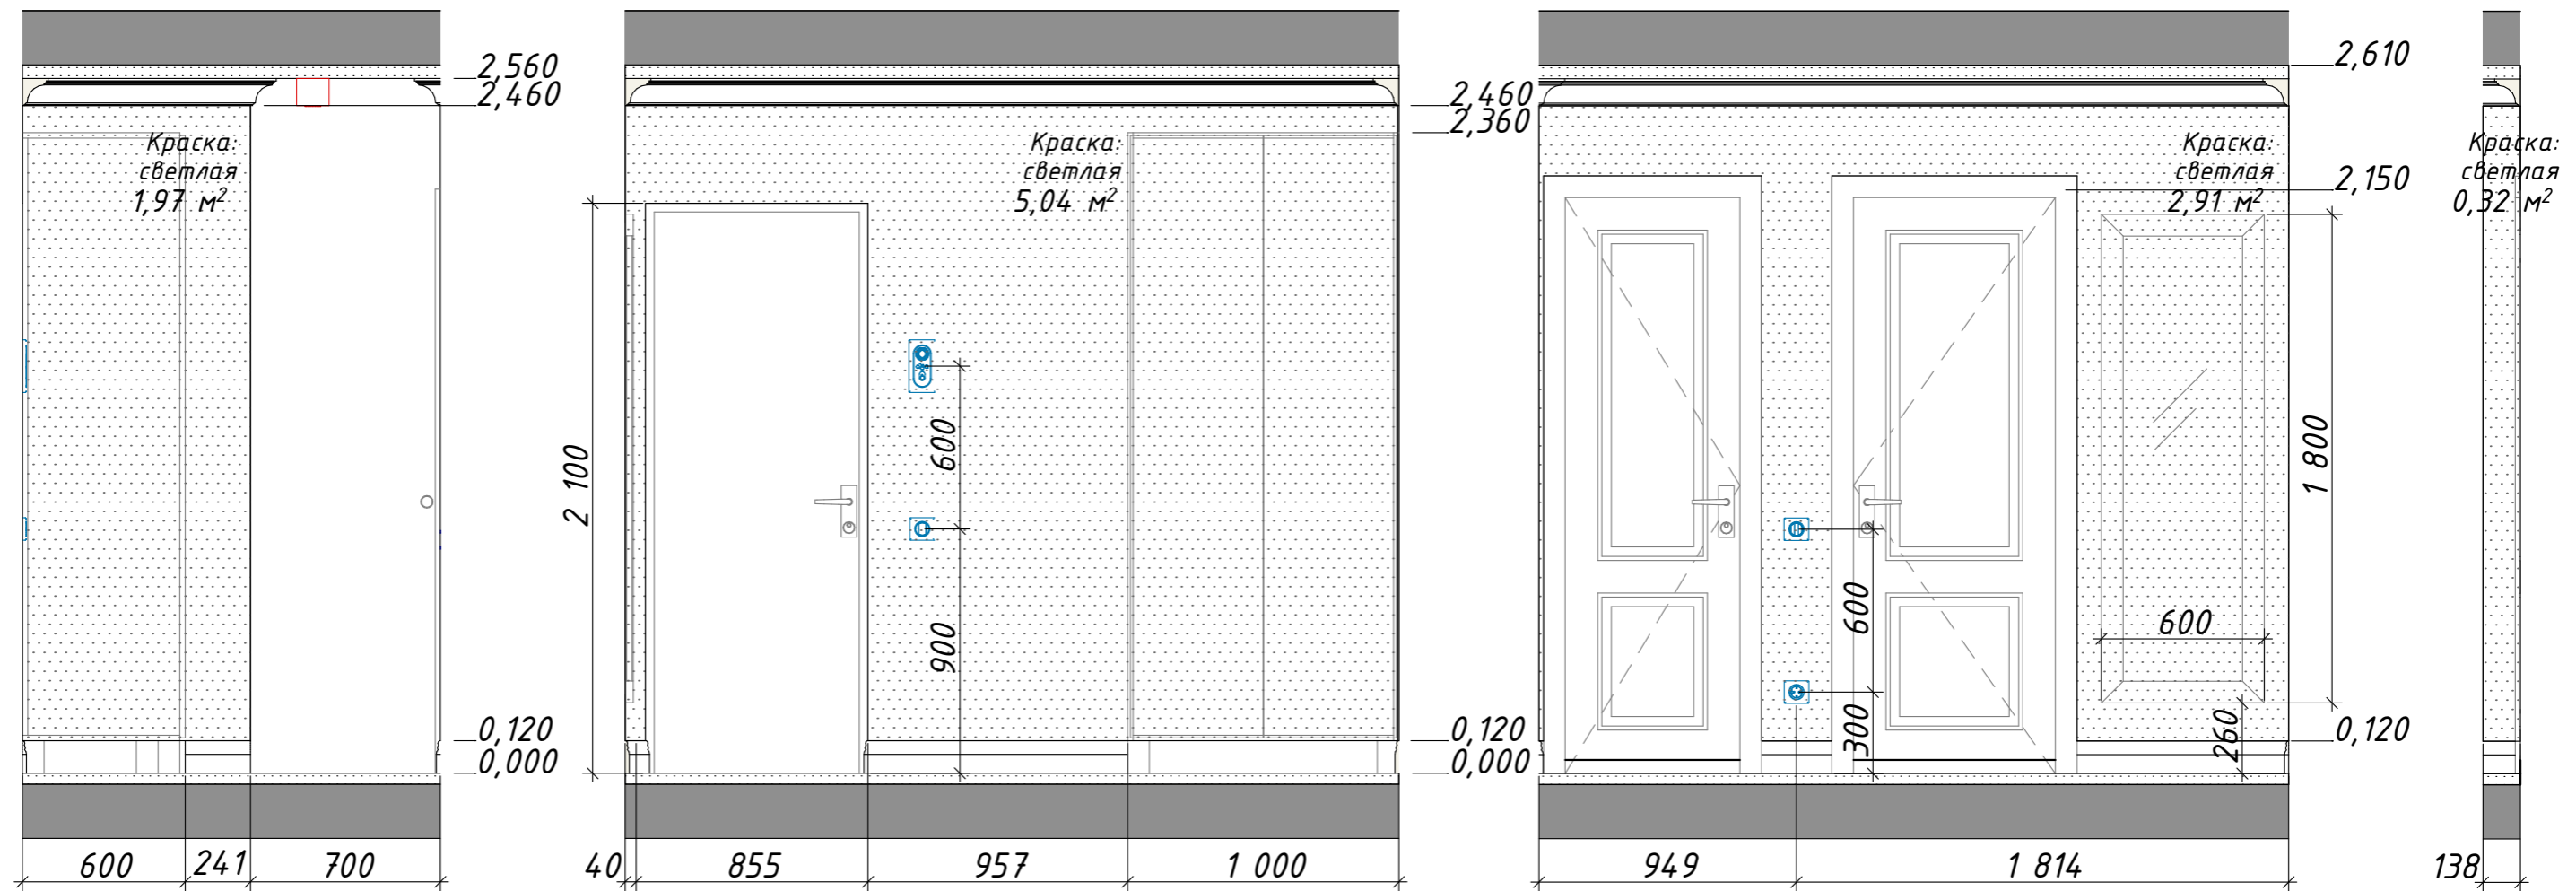 2,560
2,460
Краска:
светлая
1,97 м²
0,120
0,000
600
241
700
2,460
2,360
Краска:
светлая
5,04 м²
2 100
600
900
0,120
0,000
40
855
957
1 000
2,610
Краска:
светлая
2,91 м²
2,150
1 800
600
600
300
260
0,120
949
1 814
Краска:
светлая
0,32 м²
138